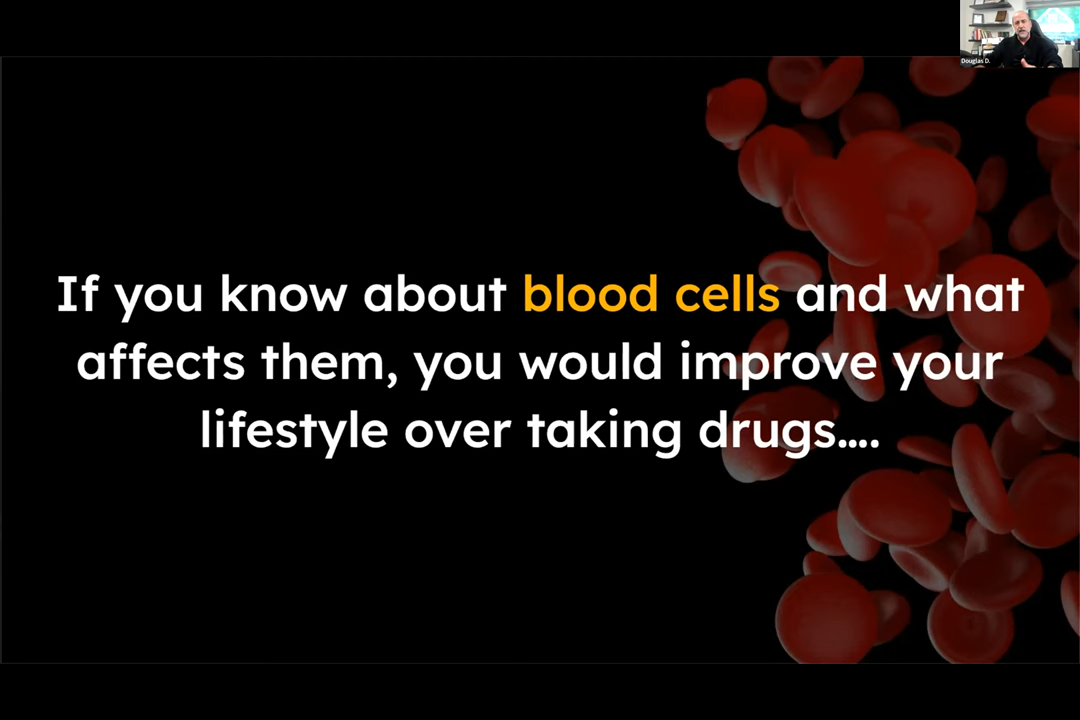 Douglas D.
If you know about blood cells and what
affects them, you would improve your
lifestyle over taking drugs....